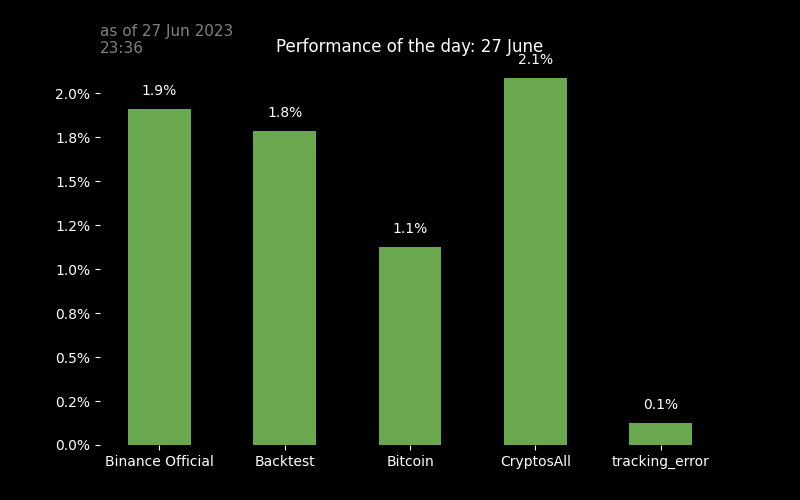 as of 27 Jun 2023
23:36
Performance of the day: 27 June
2.1%
1.9%
1.8%
1.1%
0.1%
2.0%
1.8%
1.5%
1.2%
1.0%
0.8%
0.5%
0.2%
0.0%
Binance Official
Backtest
Bitcoin
CryptosAll
tracking_error